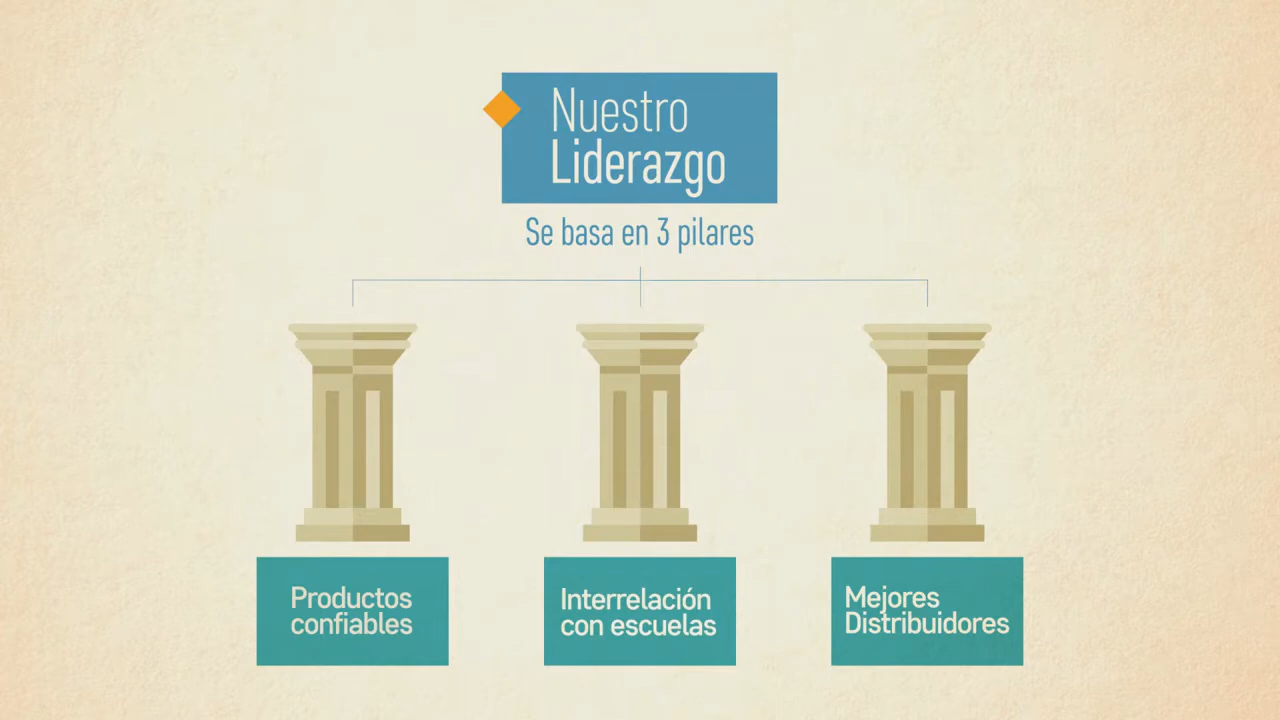 Nuestro
Liderazgo
Se basa en 3 pilares
Productos
confiables
Interrelación
con escuelas
Mejores
Distribuidores